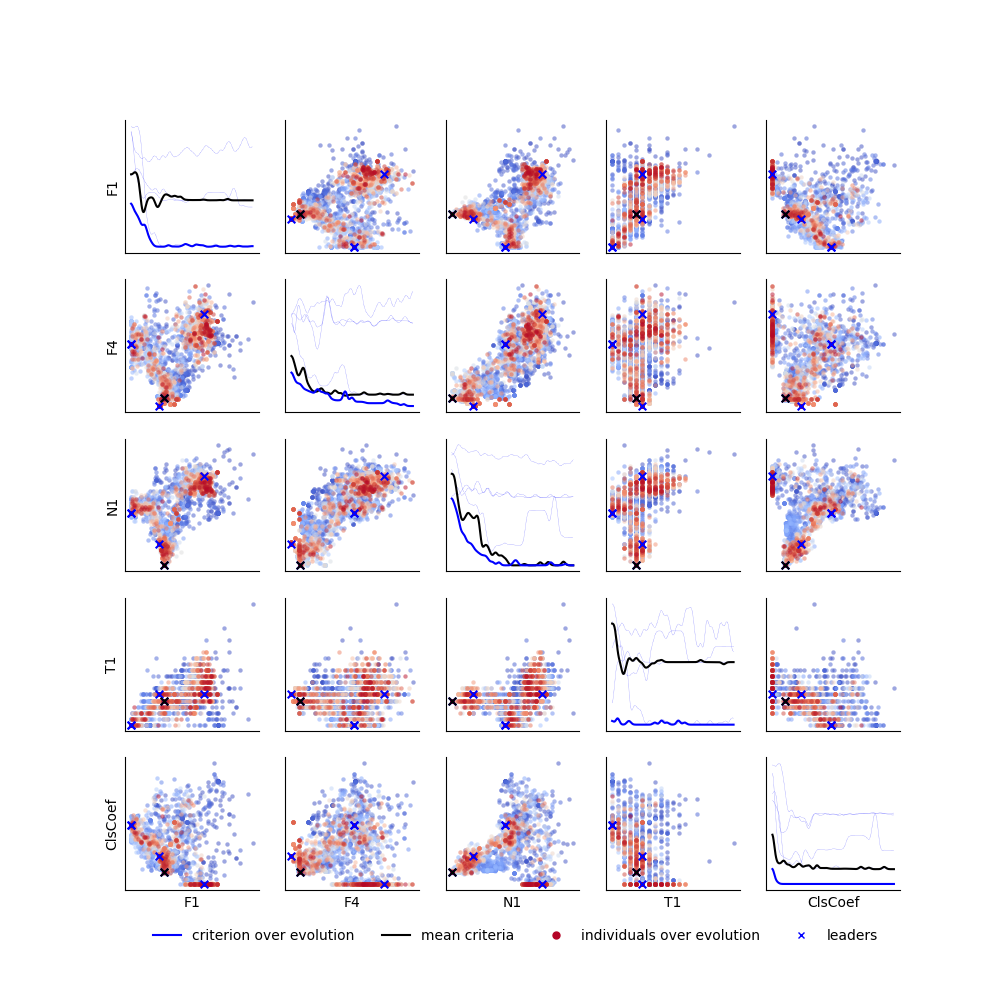 F1
F4
N1
T1
ClsCoef
F1 F4 N1 T1 ClsCoef
criterion over evolution mean criteria individuals over evolution leaders